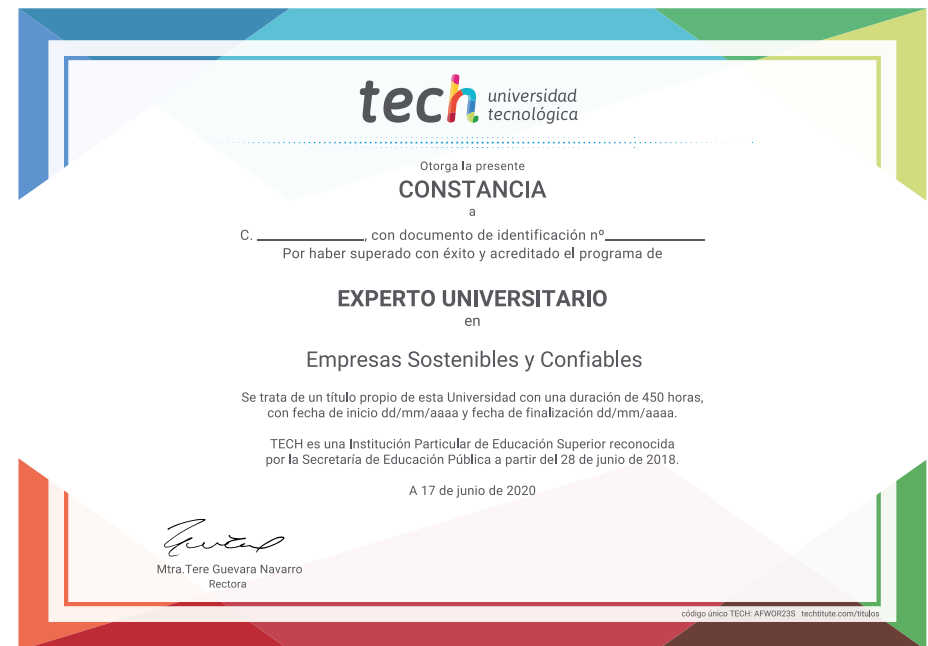 tech universidad
tecnológica
Otorga la presente
CONSTANCIA
a
C. ______________, con documento de identificación nº_____________
Por haber superado con éxito y acreditado el programa de
EXPERTO UNIVERSITARIO
en
Empresas Sostenibles y Confiables
Se trata de un título propio de esta Universidad con una duración de 450 horas,
con fecha de inicio dd/mm/aaaa y fecha de finalización dd/mm/aaaa.
TECH es una Institución Particular de Educación Superior reconocida
por la Secretaría de Educación Pública a partir del 28 de junio de 2018.
A 17 de junio de 2020
Mtra.Tere Guevara Navarro
Rectora
código único TECH: AFWOR23S techtitute.com/titulos